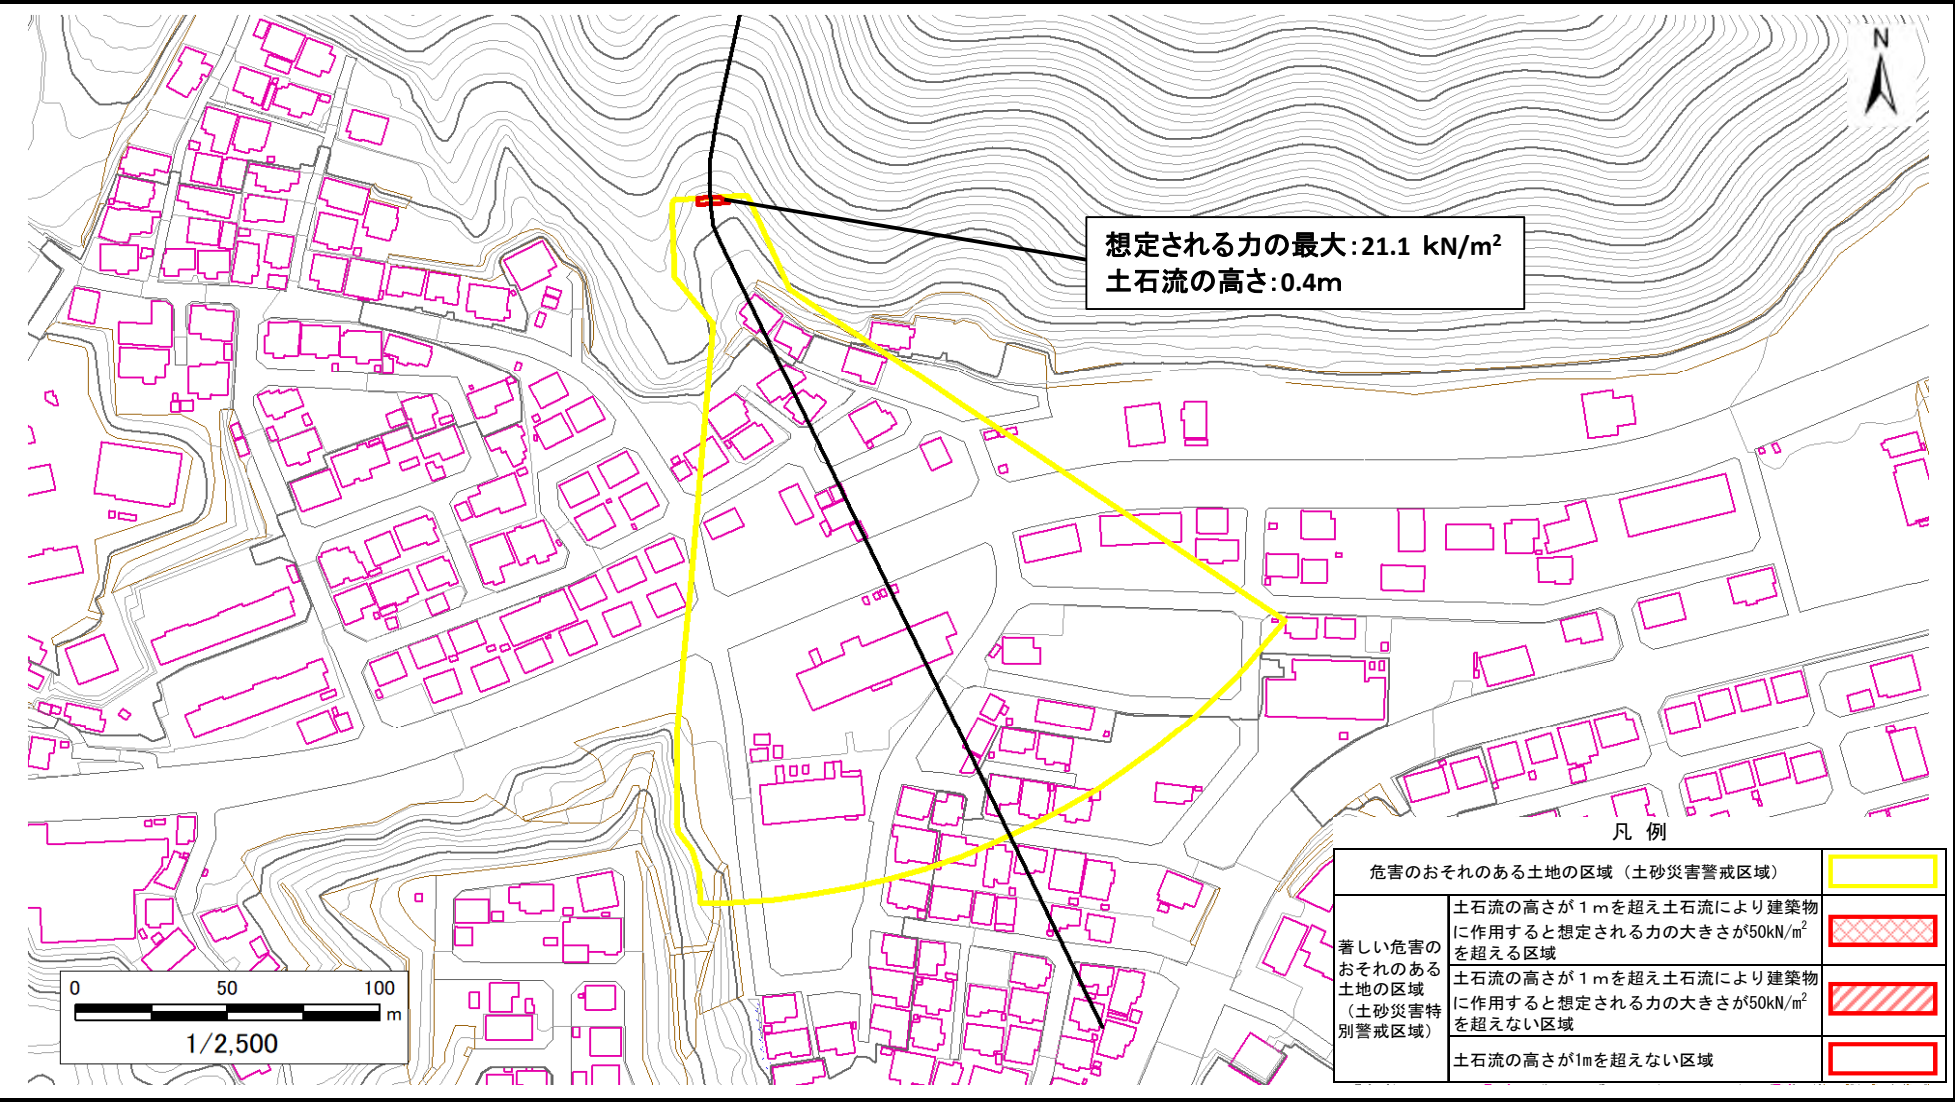 N
想定される力の最大:21.1 kN/m²
土石流の高さ:0.4m
凡 例
危害のおそれのある土地の区域（土砂災害警戒区域）
著しい危害の
おそれのある
土地の区域
（土砂災害特
別警戒区域）
土石流の高さが１ｍを超え土石流により建築物
に作用すると想定される力の大きさが50kN/㎡
を超える区域
土石流の高さが１ｍを超え土石流により建築物
に作用すると想定される力の大きさが50kN/㎡
を超えない区域
土石流の高さが1mを超えない区域
0 50 100
m
1/2,500